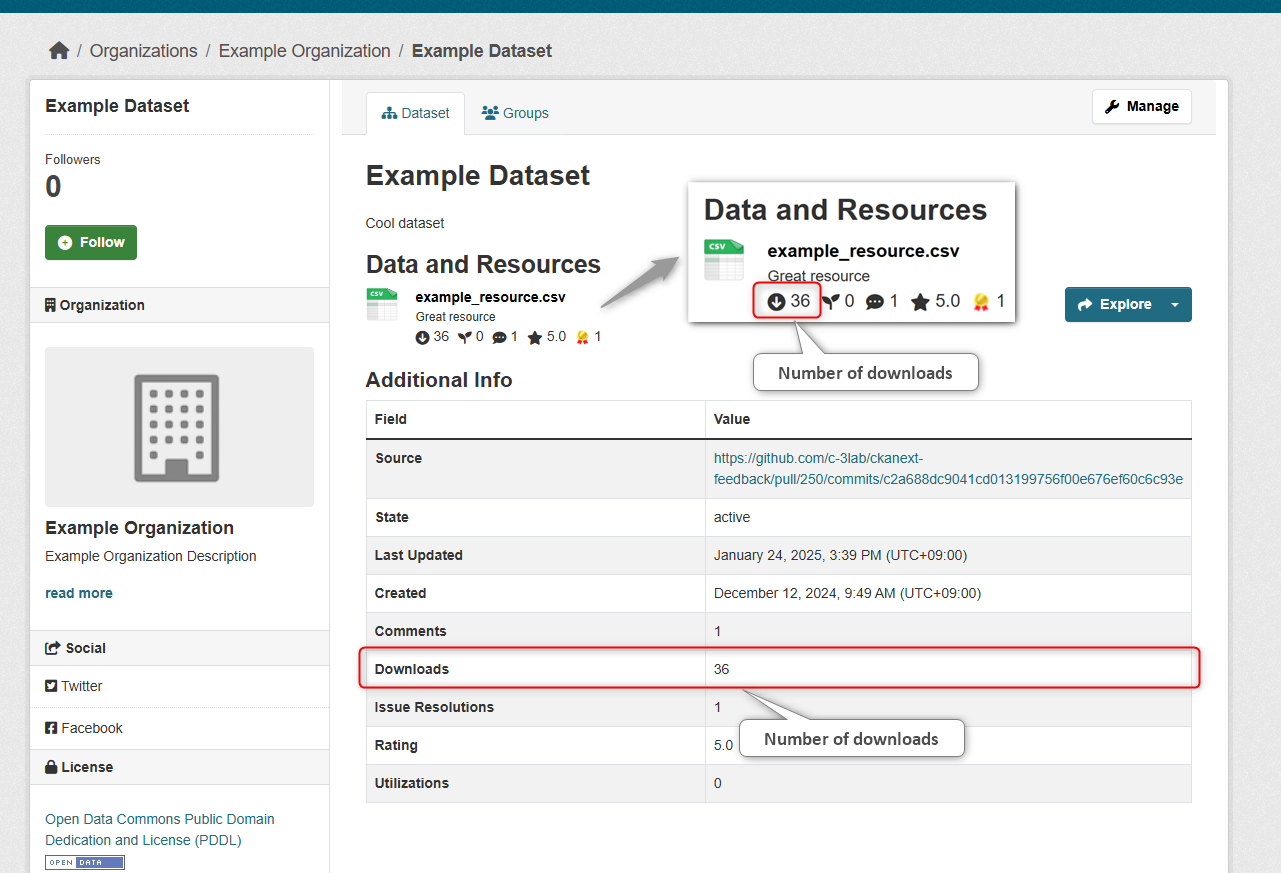 / Organizations / Example Organization / Example Dataset
Example Dataset
Followers
0
Follow
Organization
Example Organization
Example Organization Description
read more
Social
Twitter
Facebook
License
Open Data Commons Public Domain
Dedication and License (PDDL)
OPEN DATA
Dataset
Groups
Manage
Example Dataset
Cool dataset
Data and Resources
CSV
example_resource.csv
Great resource
36 0 1 5.0 1
Data and Resources
CSV
example_resource.csv
Great resource
36 0 1 5.0 1
Number of downloads
Explore
Additional Info
Field Value
Source https://github.com/c-3lab/ckanext-
feedback/pull/250/commits/c2a688dc9041cd013199756f00e676ef60c6c93e
State active
Last Updated January 24, 2025, 3:39 PM (UTC+09:00)
Created December 12, 2024, 9:49 AM (UTC+09:00)
Comments 1
Downloads 36
Issue Resolutions 1
Rating 5.0
Number of downloads
Utilizations 0